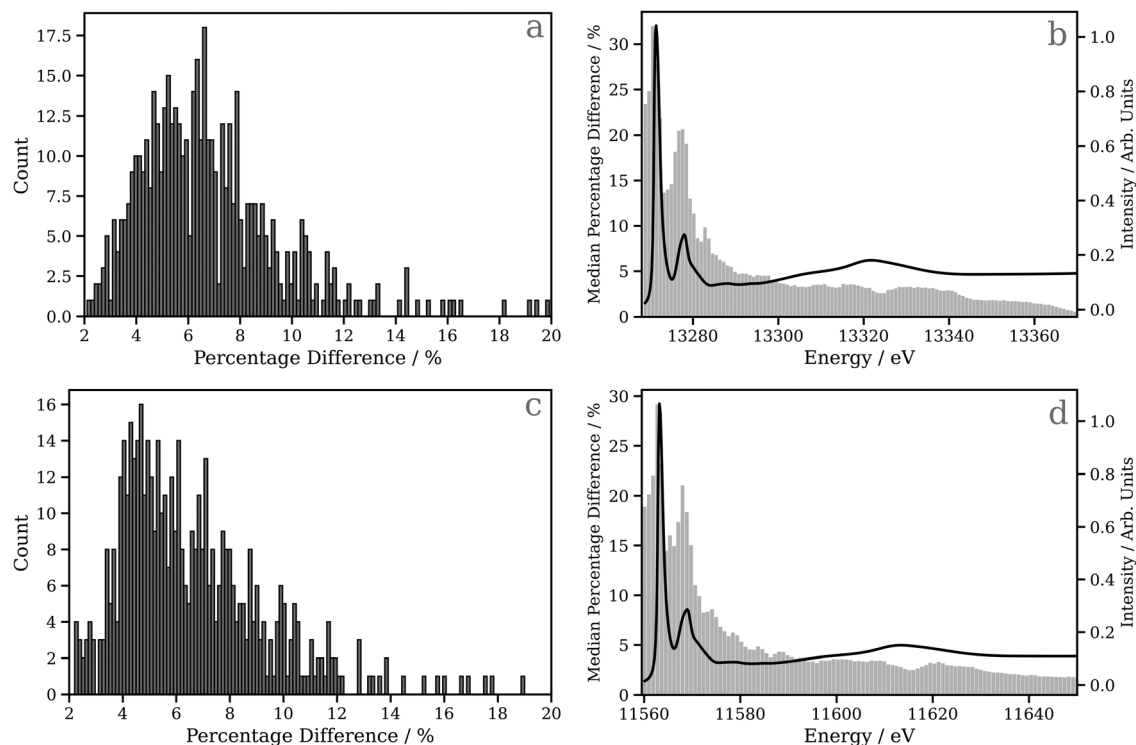 a
17.5
15.0
12.5
10.0
7.5
5.0
2.5
0.0
Count
2 4 6 8 10 12 14 16 18 20
Percentage Difference / %
b
30
25
20
15
10
5
0
Median Percentage Difference / %
1.0
0.8
0.6
0.4
0.2
0.0
Intensity / Arb. Units
13280 13300 13320 13340 13360
Energy / eV
c
16
14
12
10
8
6
4
2
0
Count
2 4 6 8 10 12 14 16 18 20
Percentage Difference / %
d
30
25
20
15
10
5
0
Median Percentage Difference / %
1.0
0.8
0.6
0.4
0.2
0.0
Intensity / Arb. Units
11560 11580 11600 11620 11640
Energy / eV